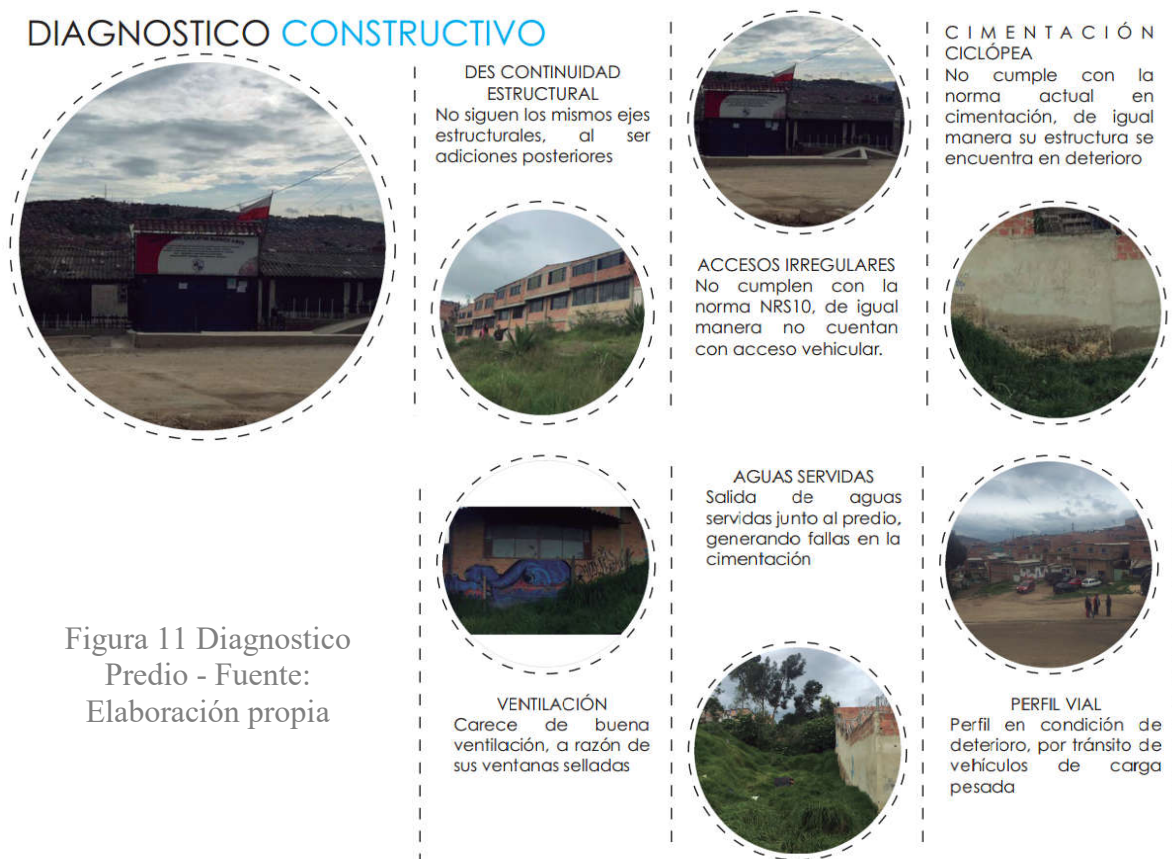 DIAGNOSTICO CONSTRUCTIVO
DES CONTINUIDAD
ESTRUCTURAL
No siguen los mismos ejes
estructurales, al ser
adiciones posteriores
ACCESOS IRREGULARES
No cumplen con la
norma NRS10, de igual
manera no cuentan
con acceso vehicular.
CIMENTACIÓN
CICLÓPEA
No cumple con la
norma actual en
cimentación, de igual
manera su estructura se
encuentra en deterioro
VENTILACIÓN
Carece de buena
ventilación, a razón de
sus ventanas selladas
AGUAS SERVIDAS
Salida de aguas
servidas junto al predio,
generando fallas en la
cimentación
PERFIL VIAL
Perfil en condición de
deterioro, por tránsito de
vehículos de carga
pesada
Figura 11 Diagnostico
Predio - Fuente:
Elaboración propia